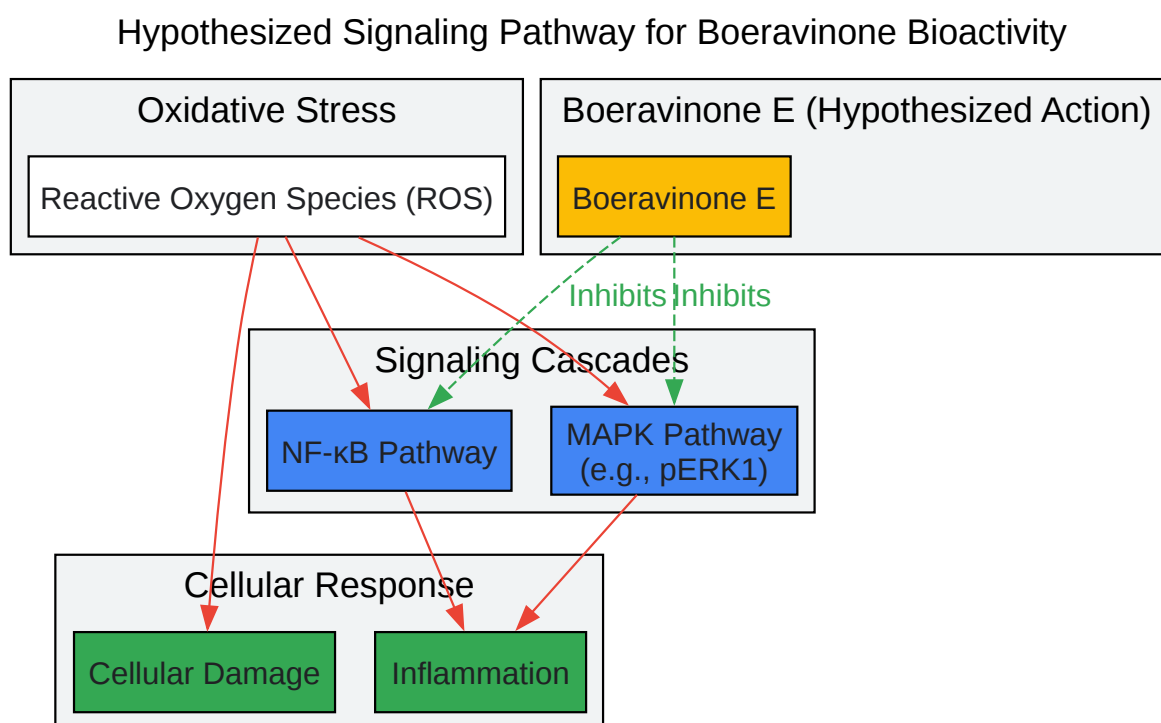 Hypothesized Signaling Pathway for Boeravinone Bioactivity
Oxidative Stress
Boeravinone E (Hypothesized Action)
Reactive Oxygen Species (ROS)
Boeravinone E
Inhibits
Inhibits
Signaling Cascades
NF-κB Pathway
MAPK Pathway
(e.g., pERK1)
Cellular Response
Cellular Damage
Inflammation